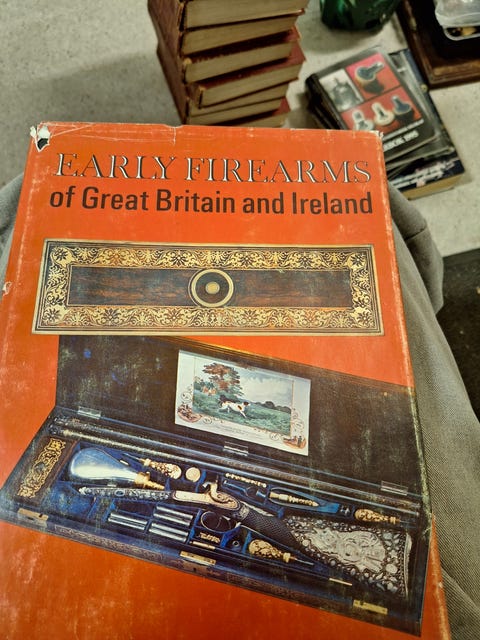 EARLY FIREARMS
of Great Britain and Ireland